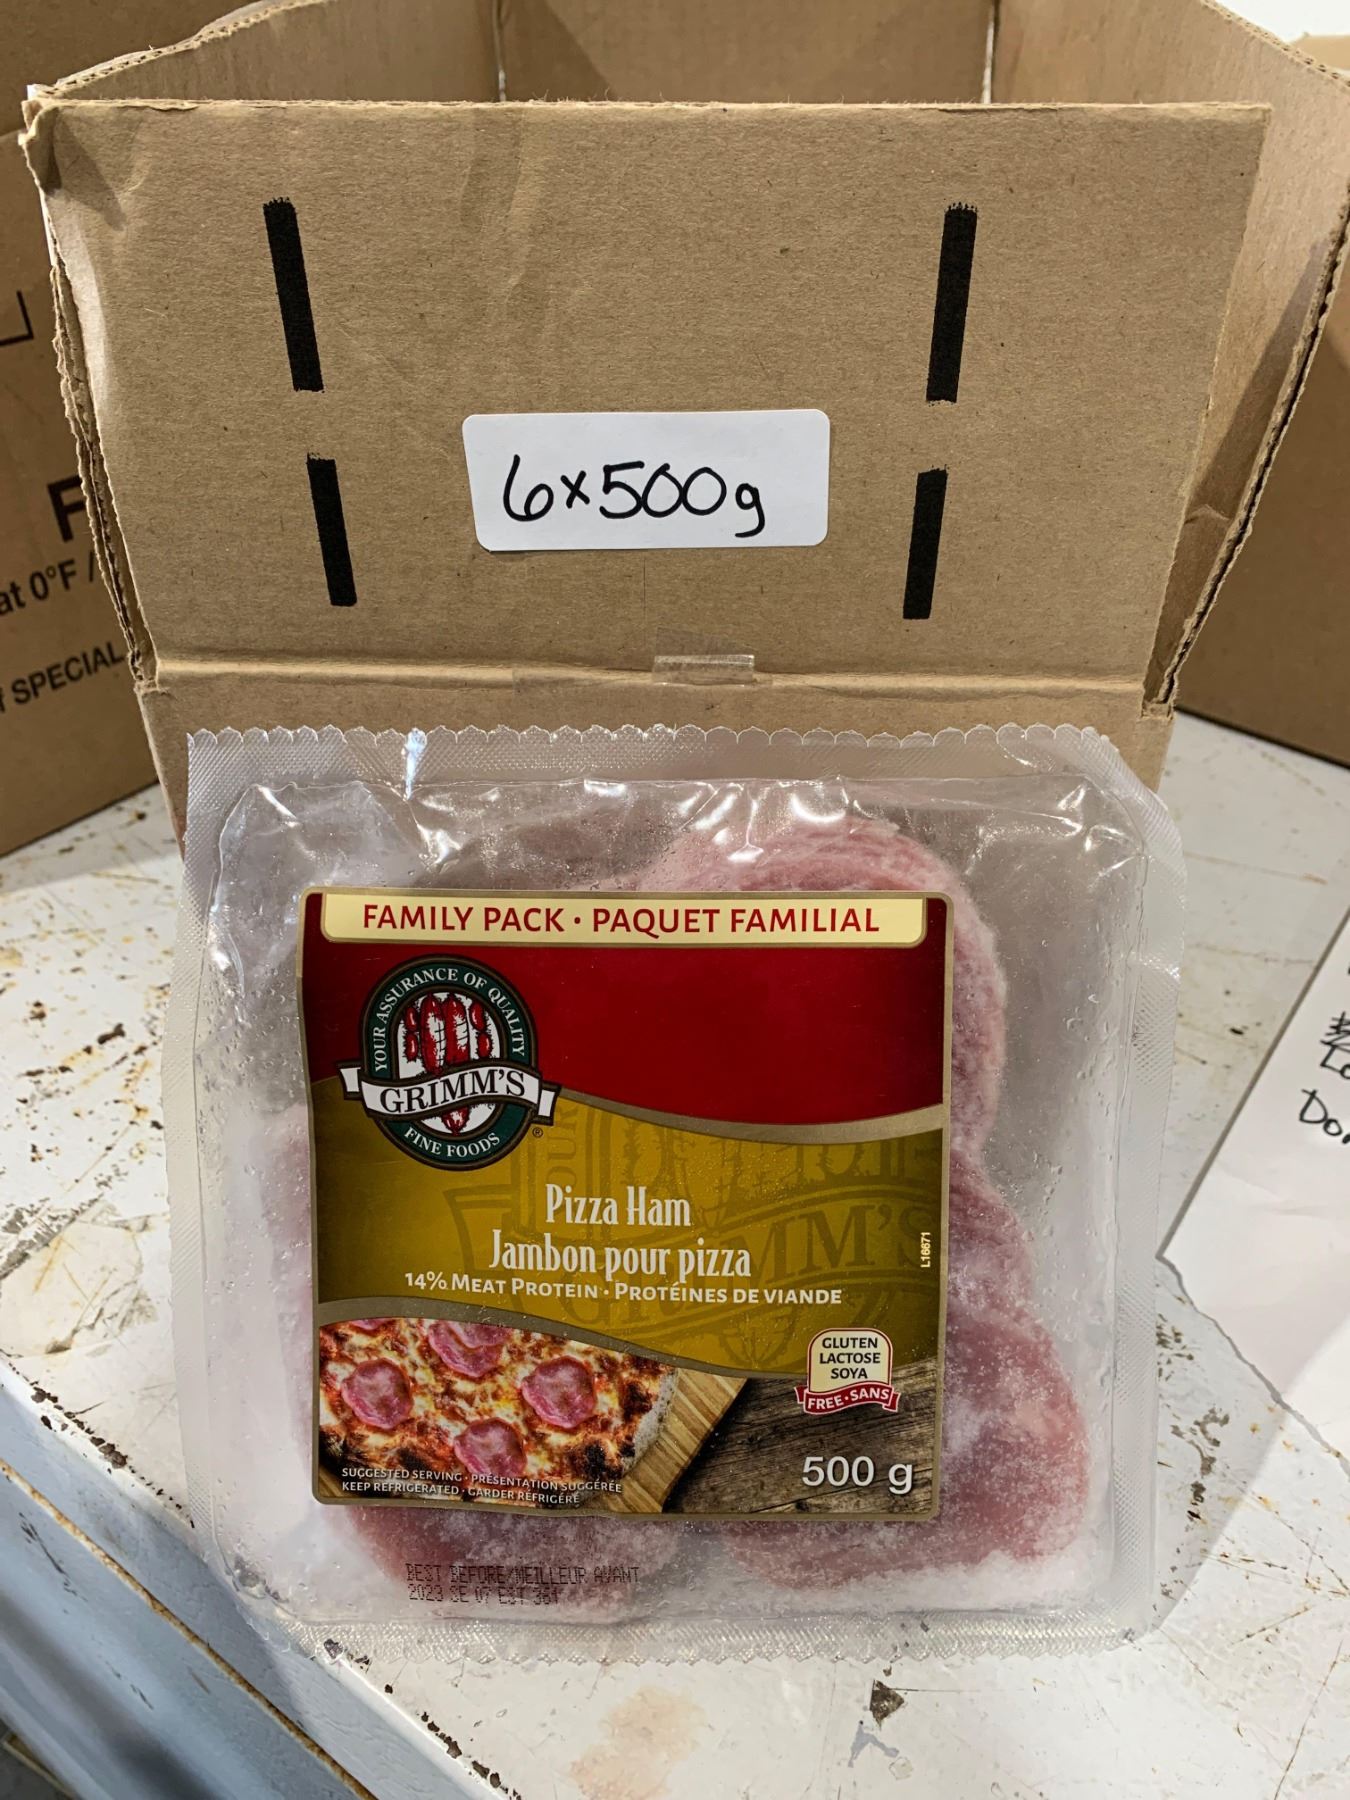 6x500g
F
at 0°F /
SPECIAL
FAMILY PACK · PAQUET FAMILIAL
YOUR ASSURANCE OF QUALITY
GRIMM'S
FINE FOODS
®
Pizza Ham
Jambon pour pizza
14% MEAT PROTEIN · PROTÉINES DE VIANDE
L16671
GLUTEN
LACTOSE
SOYA
FREE·SANS
SUGGESTED SERVING · PRÉSENTATION SUGGÉRÉE
KEEP REFRIGERATED · GARDER RÉFRIGÉRÉ
500 g
BEST BEFORE/MEILLEUR AVANT
2023 SE 07 EST 361